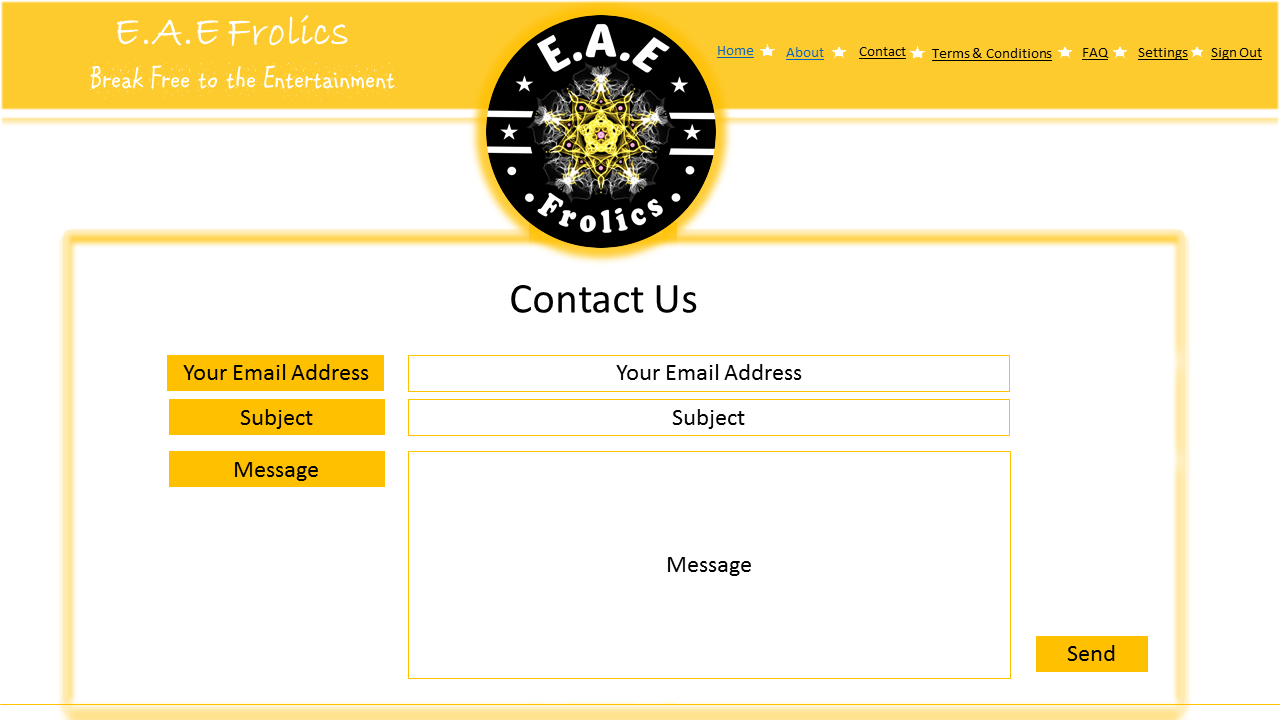 E.A.E Frolics
Break Free to the Entertainment
E.A.E
Frolics
Home About Contact Terms & Conditions FAQ Settings Sign Out
Contact Us
Your Email Address Your Email Address
Subject Subject
Message
Message
Send